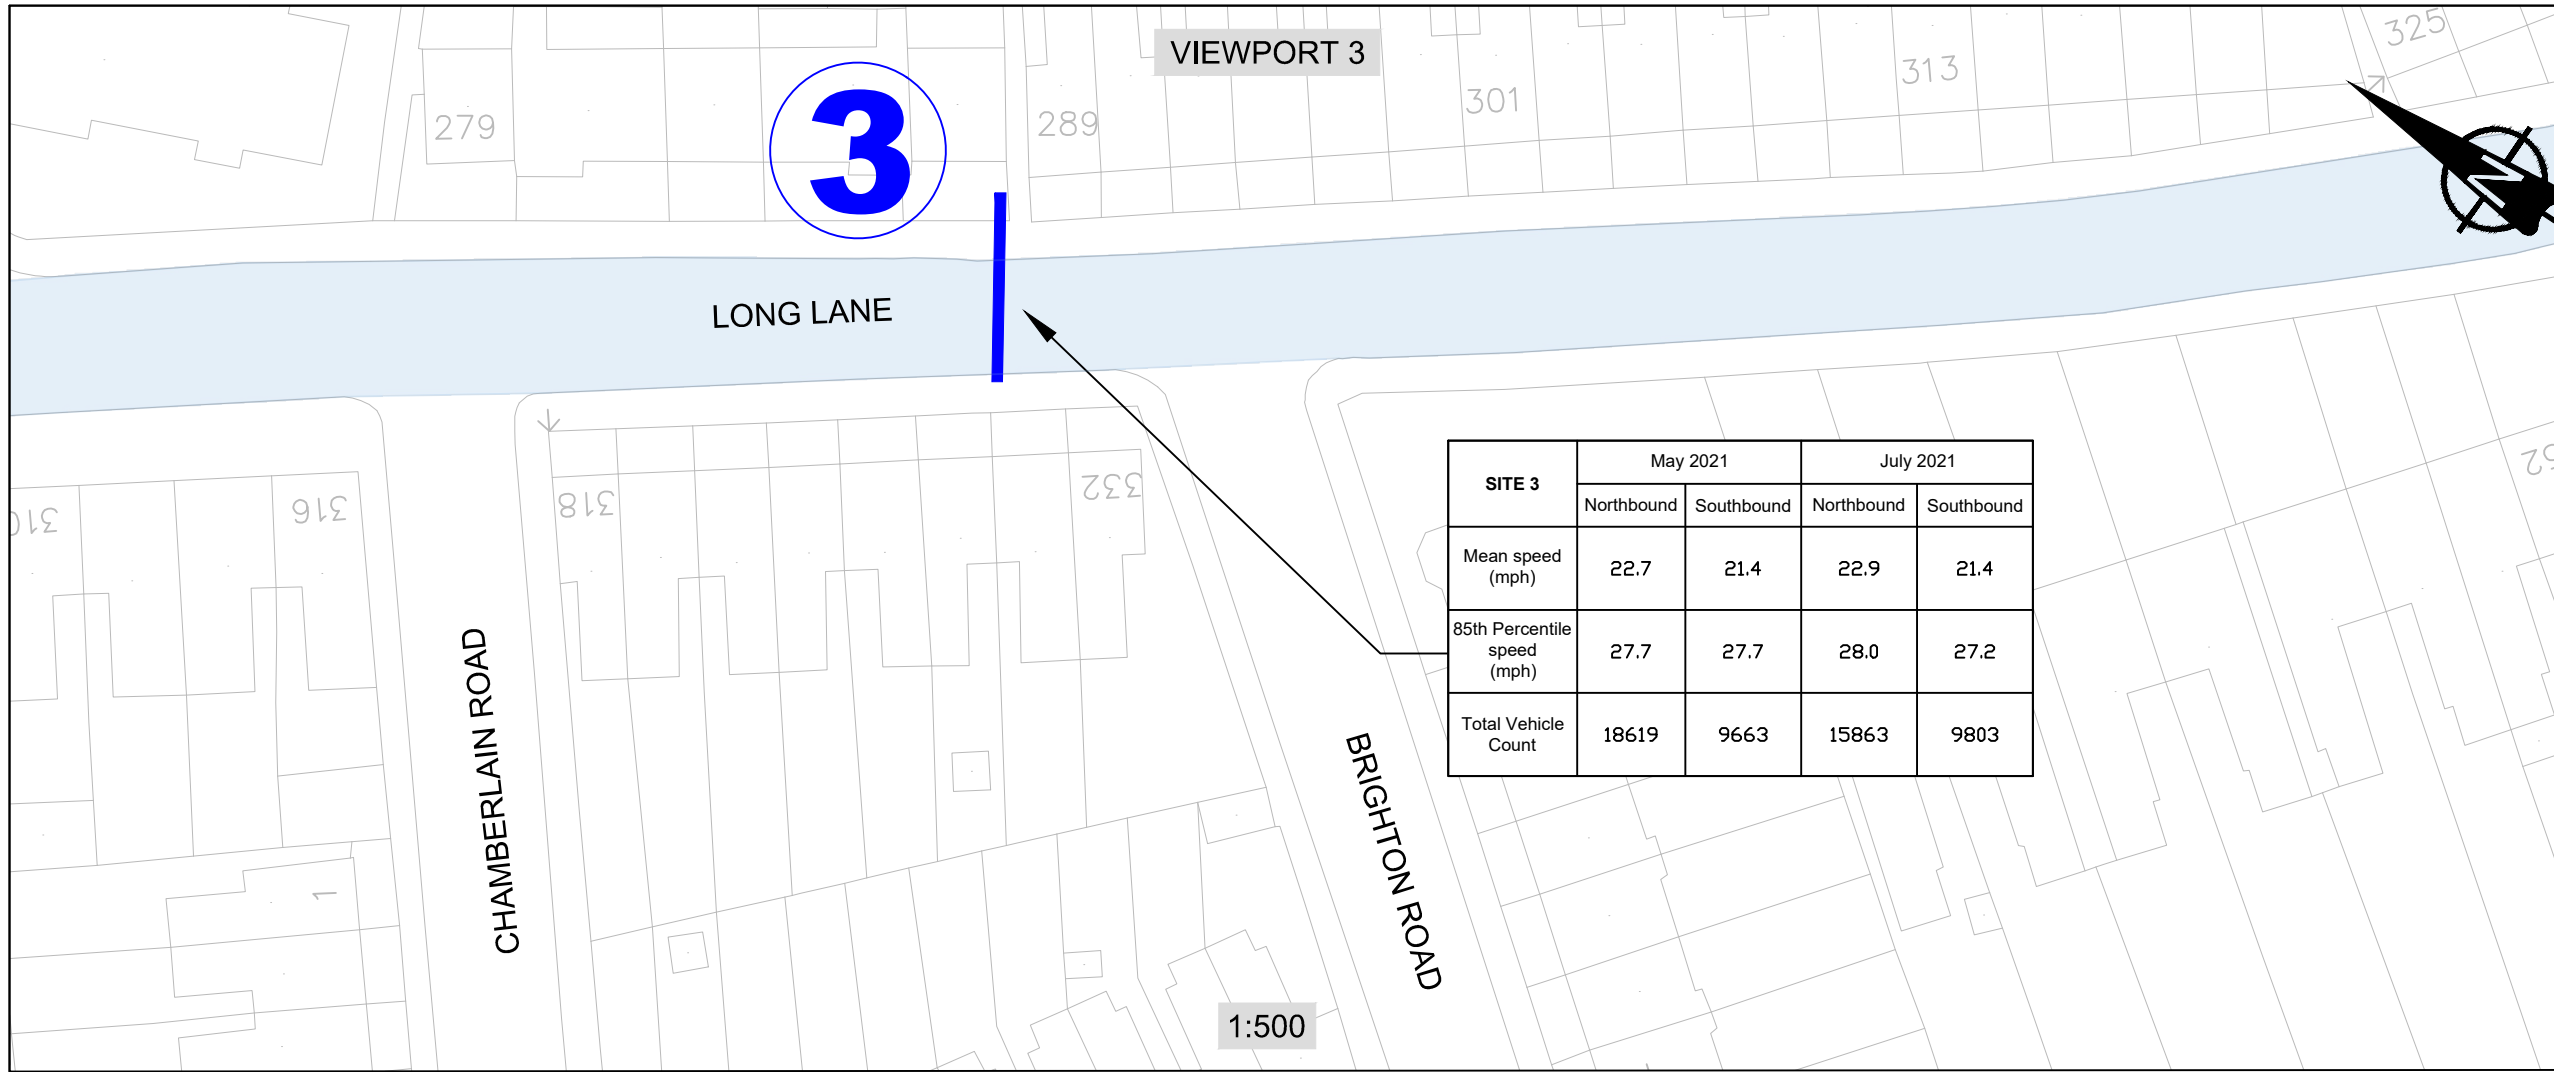 VIEWPORT 3
325
313
301
279
3
289
N
LONG LANE
310
316
318
332
52
SITE 3 May 2021 July 2021
Northbound Southbound Northbound Southbound
Mean speed
(mph) 22.7 21.4 22.9 21.4
85th Percentile
speed
(mph) 27.7 27.7 28.0 27.2
Total Vehicle
Count 18619 9663 15863 9803
CHAMBERLAIN ROAD
BRIGHTON ROAD
1
1:500